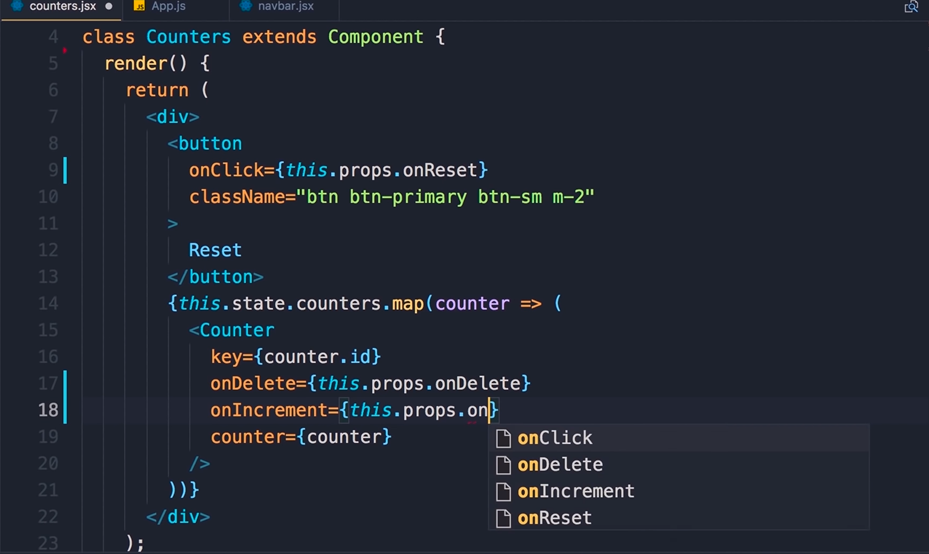 counters.jsx ● App.js navbar.jsx
4 class Counters extends Component {
5 render() {
6 return (
7 <div>
8 <button
9 onClick={this.props.onReset}
10 className="btn btn-primary btn-sm m-2"
11 >
12 Reset
13 </button>
14 {this.state.counters.map(counter => (
15 <Counter
16 key={counter.id}
17 onDelete={this.props.onDelete}
18 onIncrement={this.props.on}
19 counter={counter}
onClick
20 />
onDelete
21 ))}
onIncrement
22 </div>
onReset
23 );